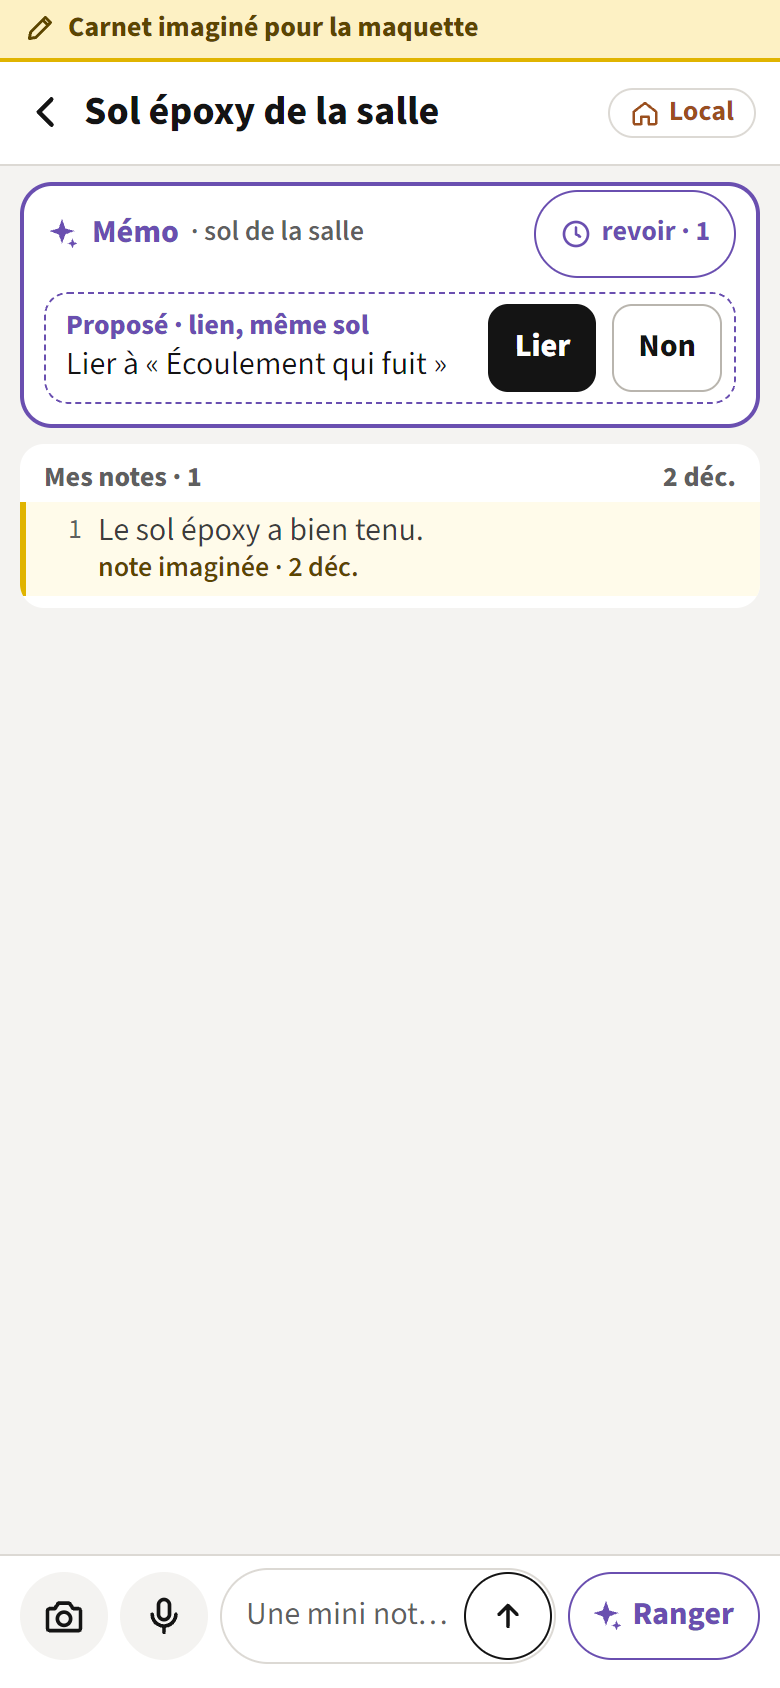 Carnet imaginé pour la maquette
Sol époxy de la salle
Local
Mémo · sol de la salle
revoir · 1
Proposé · lien, même sol
Lier à « Écoulement qui fuit »
Lier
Non
Mes notes · 1
2 déc.
1 Le sol époxy a bien tenu.
note imaginée · 2 déc.
Une mini not…
Ranger